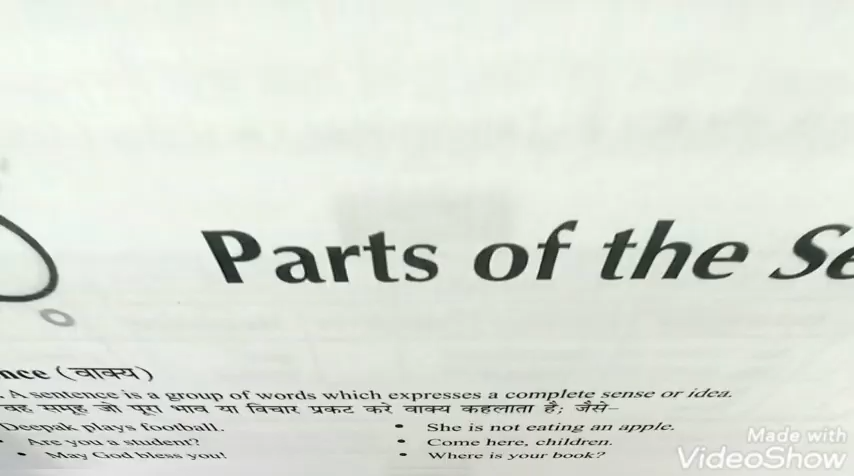 Parts of the Se
nce (वाक्य)
. A sentence is a group of words which expresses a complete sense or idea.
वह समूह जो पूरा भाव या विचार प्रकट करे वाक्य कहलाता है; जैसे–
Deepak plays football.
• She is not eating an apple.
• Are you a student?
• Come here, children.
• May God bless you!
• Where is your book?
Made with
VideoShow